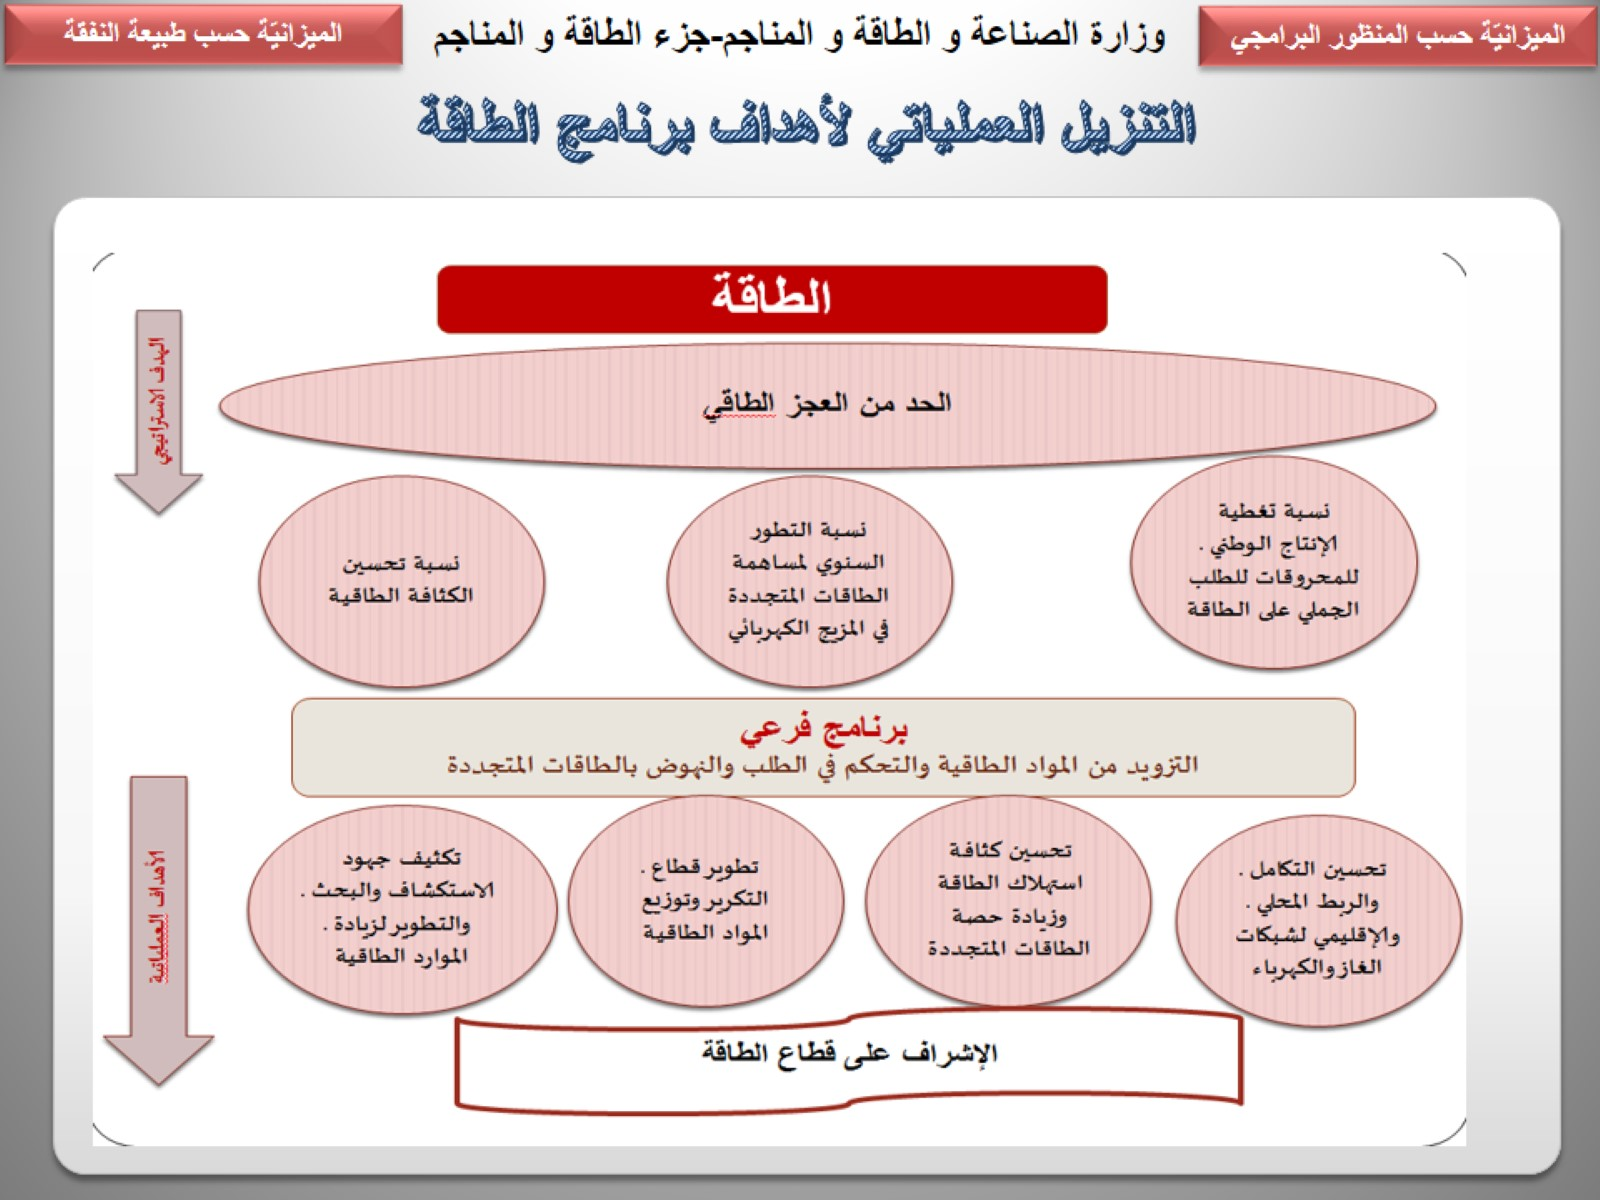 الميزانيّة حسب المنظور البرامجي
وزارة الصناعة و الطاقة و المناجم-جزء الطاقة و المناجم
الميزانيّة حسب طبيعة النفقة
التنزيل العملياتي لأهداف برنامج الطاقة
الطاقة
الهدف الاستراتيجي
الحد من العجز الطاقي
نسبة تغطية
الإنتاج الوطني .
للمحروقات للطلب
الجملي على الطاقة
نسبة التطور
السنوي لمساهمة
الطاقات المتجددة
في المزيج الكهربائي
نسبة تحسين
الكثافة الطاقية
برنامج فرعي
التزويد من المواد الطاقية والتحكم في الطلب والنهوض بالطاقات المتجددة
الأهداف العملياتية
تحسين التكامل .
والربط المحلي .
والإقليمي لشبكات
الغاز والكهرباء
تحسين كثافة
استهلاك الطاقة
وزيادة حصة
الطاقات المتجددة
تطوير قطاع .
التكرير وتوزيع
المواد الطاقية
تكثيف جهود
الاستكشاف والبحث .
والتطوير لزيادة .
الموارد الطاقية
الإشراف على قطاع الطاقة